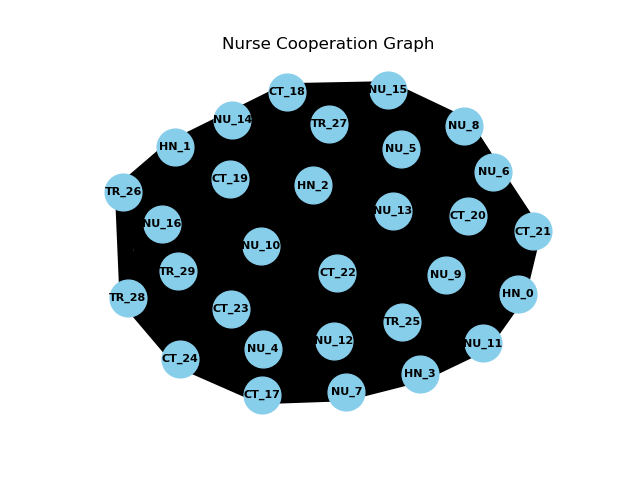 Nurse Cooperation Graph
CT_18
NU_15
NU_14
TR_27
NU_8
HN_1
NU_5
NU_6
CT_19
HN_2
TR_26
NU_16
NU_13
CT_20
CT_21
NU_10
TR_29
CT_22
NU_9
TR_28
HN_0
CT_23
TR_25
NU_4
NU_12
NU_11
CT_24
HN_3
CT_17
NU_7